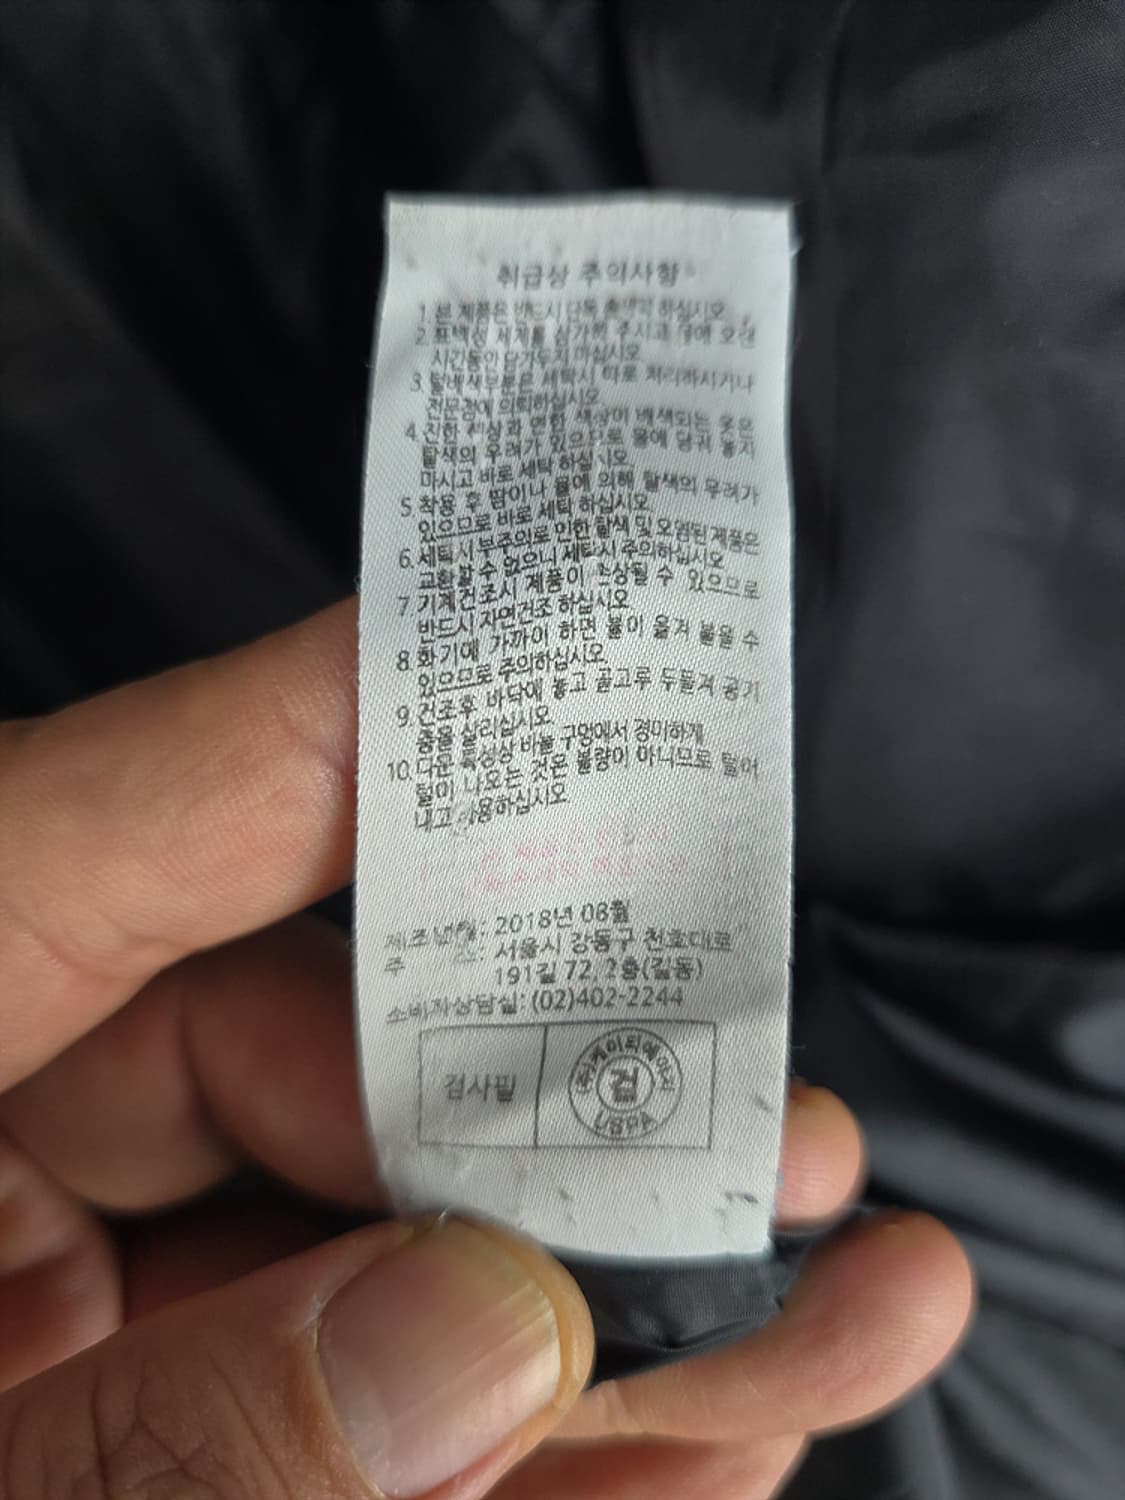 취급상 주의사항
1. 본 제품은 반드시 단독 손세탁 하십시오
2. 표백성 세제를 삼가해 주시고 물에 오랜
시간동안 담가두지 마십시오
3. 탈배색부분은 세탁시 따로 처리하시거나
전문점에 의뢰하십시오
4. 진한 색상과 연한 색상이 배색되는 옷은
탈색의 우려가 있으므로 물에 담궈 놓지
마시고 바로 세탁 하십시오
5. 착용 후 땀이나 물에 의해 탈색의 우려가
있으므로 바로 세탁 하십시오
6. 세탁시 부주의로 인한 탈색 및 오염된 제품은
교환할 수 없으니 세탁시 주의하십시오
7. 기계건조시 제품이 손상될 수 있으므로
반드시 자연건조 하십시오
8. 화기에 가까이 하면 불이 옮겨 붙을 수
있으므로 주의하십시오
9. 건조후 바닥에 놓고 골고루 두들겨 공기
층을 살리십시오
10. 다운 특성상 바늘 구멍에서 경미하게
털이 나오는 것은 불량이 아니므로 털어
내고 사용하십시오
제조년월: 2018년 08월
주 소: 서울시 강동구 천호대로
191길 72, 2층(길동)
소비자상담실: (02)402-2244
검사필
(주)케이티에이지
검
USPA